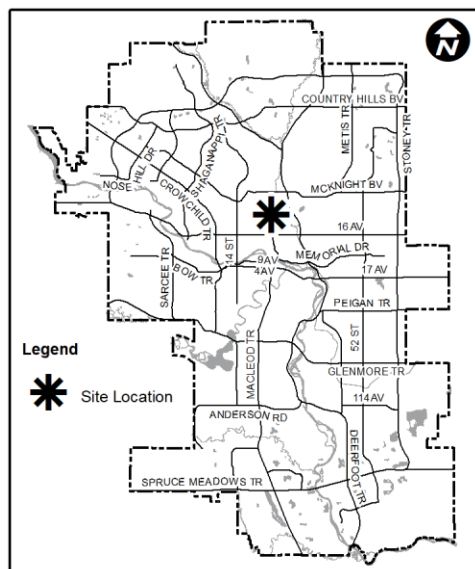 N
COUNTRY HILLS BV
METIS TR
STONEY TR
SHAGANAPPI TR
NOSE HILL DR
CROWCHILD TR
MCKNIGHT BV
16 AV
14 ST
MEMORIAL DR
9 AV
4 AV
17 AV
SARCEE TR
BOW TR
PEIGAN TR
52 ST
Legend
Site Location
MACLEOD TR
GLENMORE TR
114 AV
ANDERSON RD
DEERFOOT TR
SPRUCE MEADOWS TR